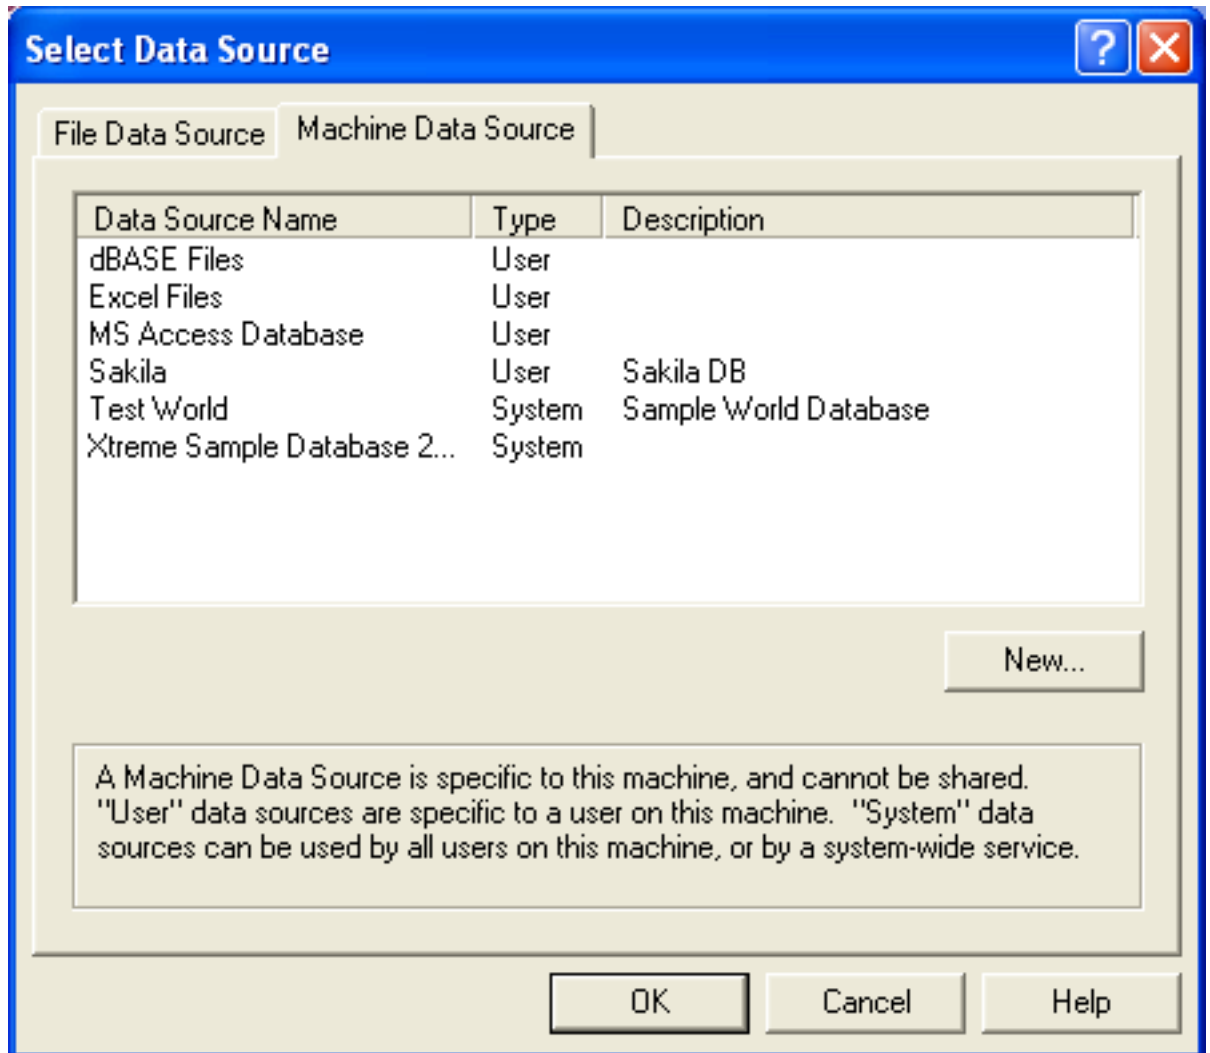 Select Data Source
File Data Source Machine Data Source
Data Source Name Type Description
dBASE Files User
Excel Files User
MS Access Database User
Sakila User Sakila DB
Test World System Sample World Database
Xtreme Sample Database 2... System
New...
A Machine Data Source is specific to this machine, and cannot be shared.
"User" data sources are specific to a user on this machine. "System" data
sources can be used by all users on this machine, or by a system-wide service.
OK Cancel Help